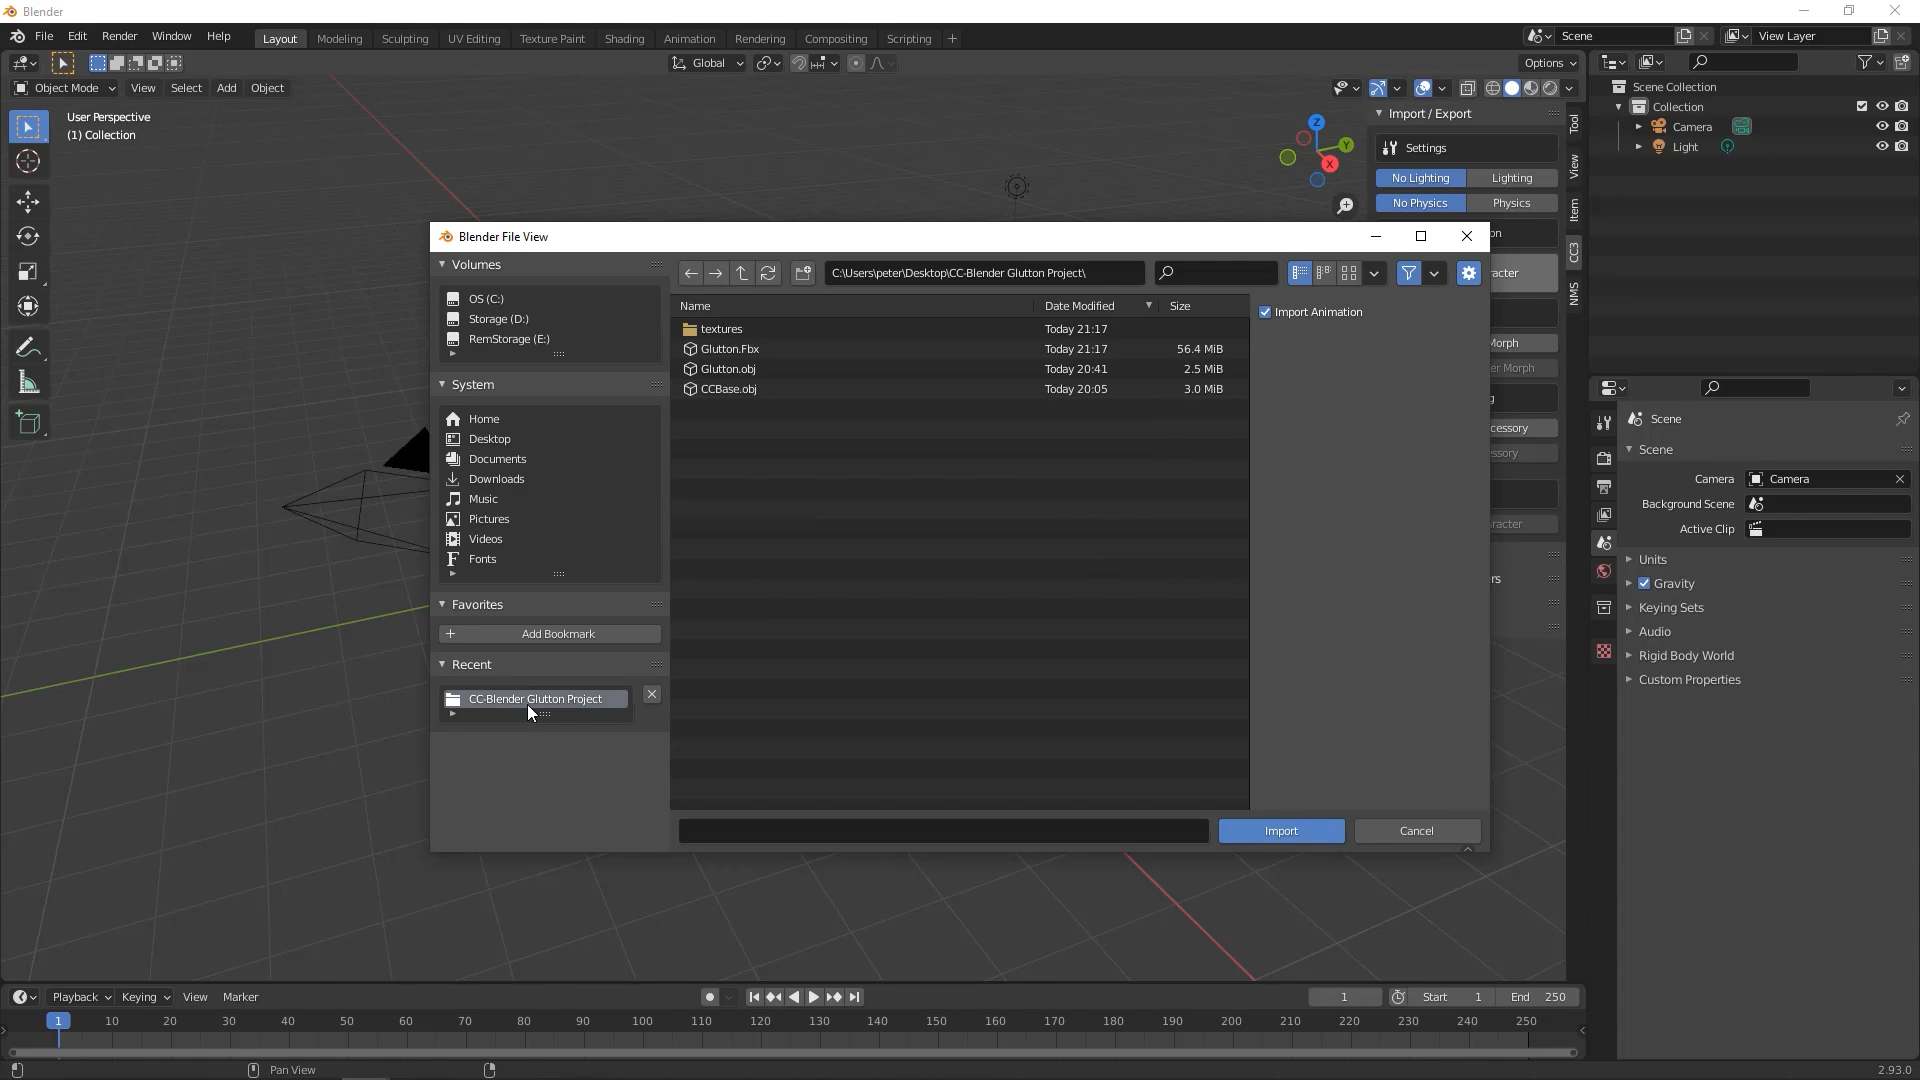 Blender
File Edit Render Window Help
Layout Modeling Sculpting UV Editing Texture Paint Shading Animation Rendering Compositing Scripting +
Scene
View Layer
Global
Options
Object Mode View Select Add Object
User Perspective
(1) Collection
Z
Y
X
Import / Export
Settings
No Lighting Lighting
No Physics Physics
on
acter
Morph
er Morph
g
cessory
ssory
racter
rs
Tool
View
Item
CC3
NMS
Scene Collection
Collection
Camera
Light
Scene
Scene
Camera Camera
Background Scene
Active Clip
Units
Gravity
Keying Sets
Audio
Rigid Body World
Custom Properties
Blender File View
Volumes
OS (C:)
Storage (D:)
RemStorage (E:)
System
Home
Desktop
Documents
Downloads
Music
Pictures
Videos
Fonts
Favorites
Add Bookmark
Recent
CC-Blender Glutton Project
C:\Users\peter\Desktop\CC-Blender Glutton Project\
Name Date Modified Size
textures Today 21:17
Glutton.Fbx Today 21:17 56.4 MiB
Glutton.obj Today 20:41 2.5 MiB
CCBase.obj Today 20:05 3.0 MiB
Import Animation
Import Cancel
Playback Keying View Marker
1 Start 1 End 250
1 10 20 30 40 50 60 70 80 90 100 110 120 130 140 150 160 170 180 190 200 210 220 230 240 250
Pan View
2.93.0